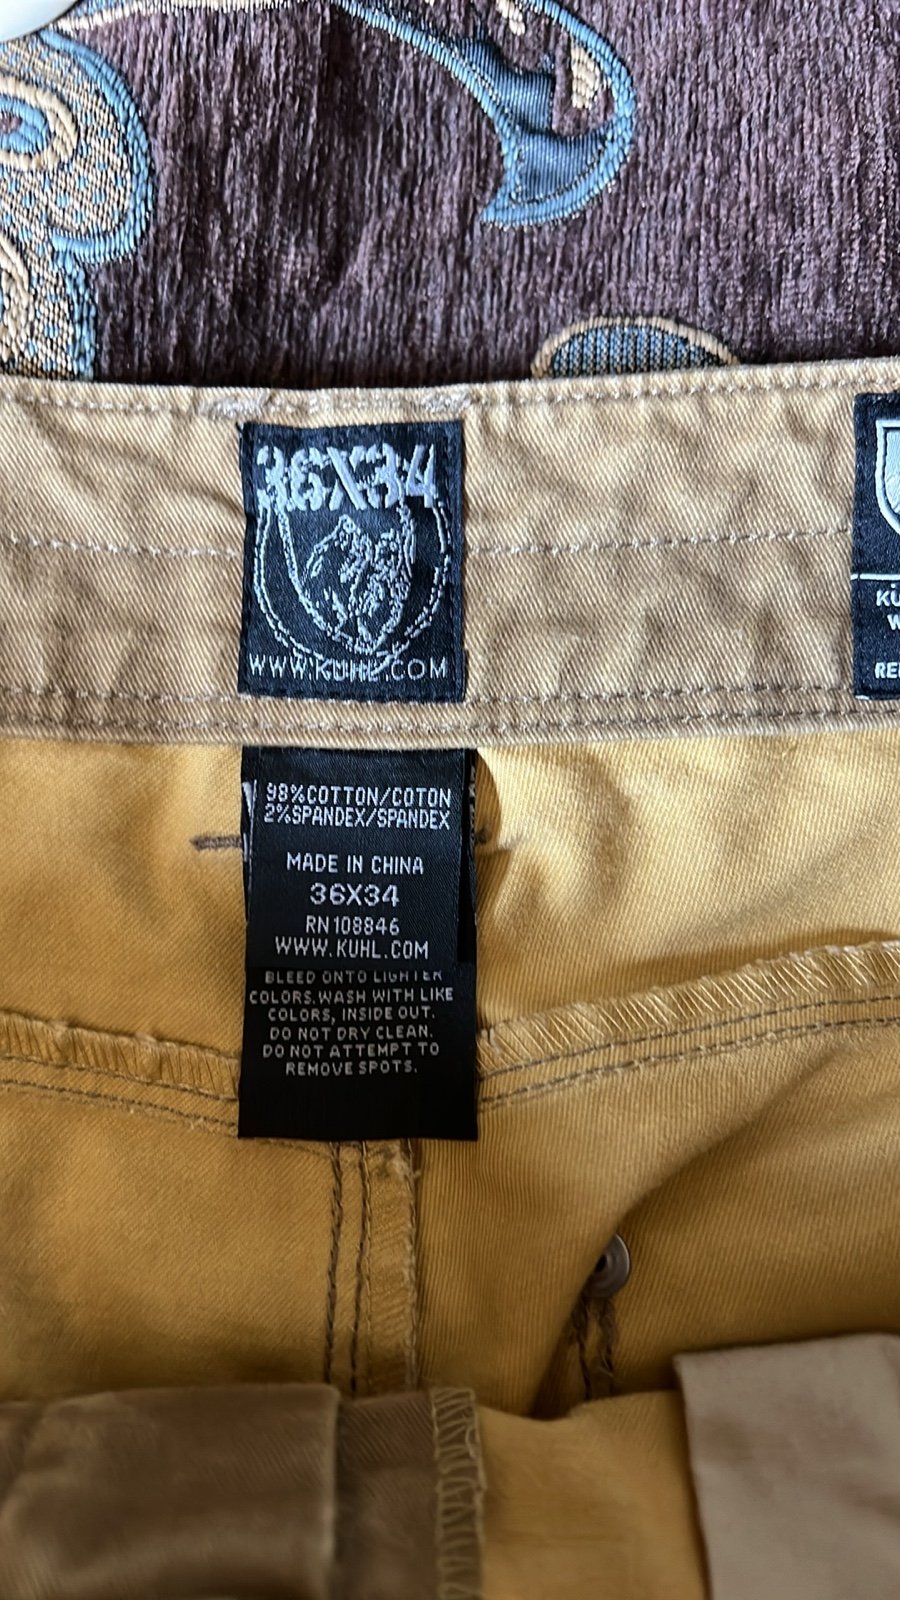 36X34
WWW.KUHL.COM
98%COTTON/COTON
2%SPANDEX/SPANDEX
MADE IN CHINA
36X34
RN108846
WWW.KUHL.COM
BLEED ONTO LIGHTER
COLORS.WASH WITH LIKE
COLORS, INSIDE OUT.
DO NOT DRY CLEAN.
DO NOT ATTEMPT TO
REMOVE SPOTS.